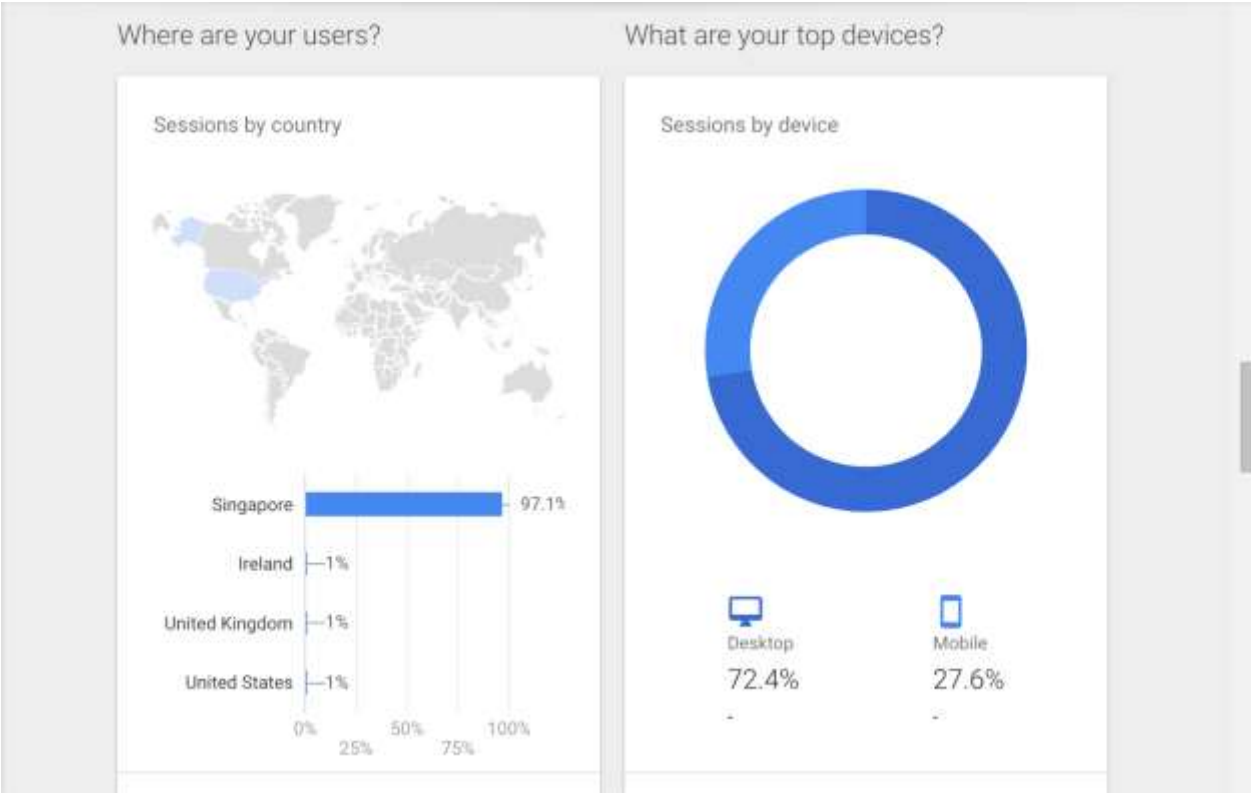 Where are your users?
What are your top devices?
Sessions by country
Singapore 97.1%
Ireland 1%
United Kingdom 1%
United States 1%
0% 50% 100%
25% 75%
Sessions by device
Desktop
72.4%
-
Mobile
27.6%
-